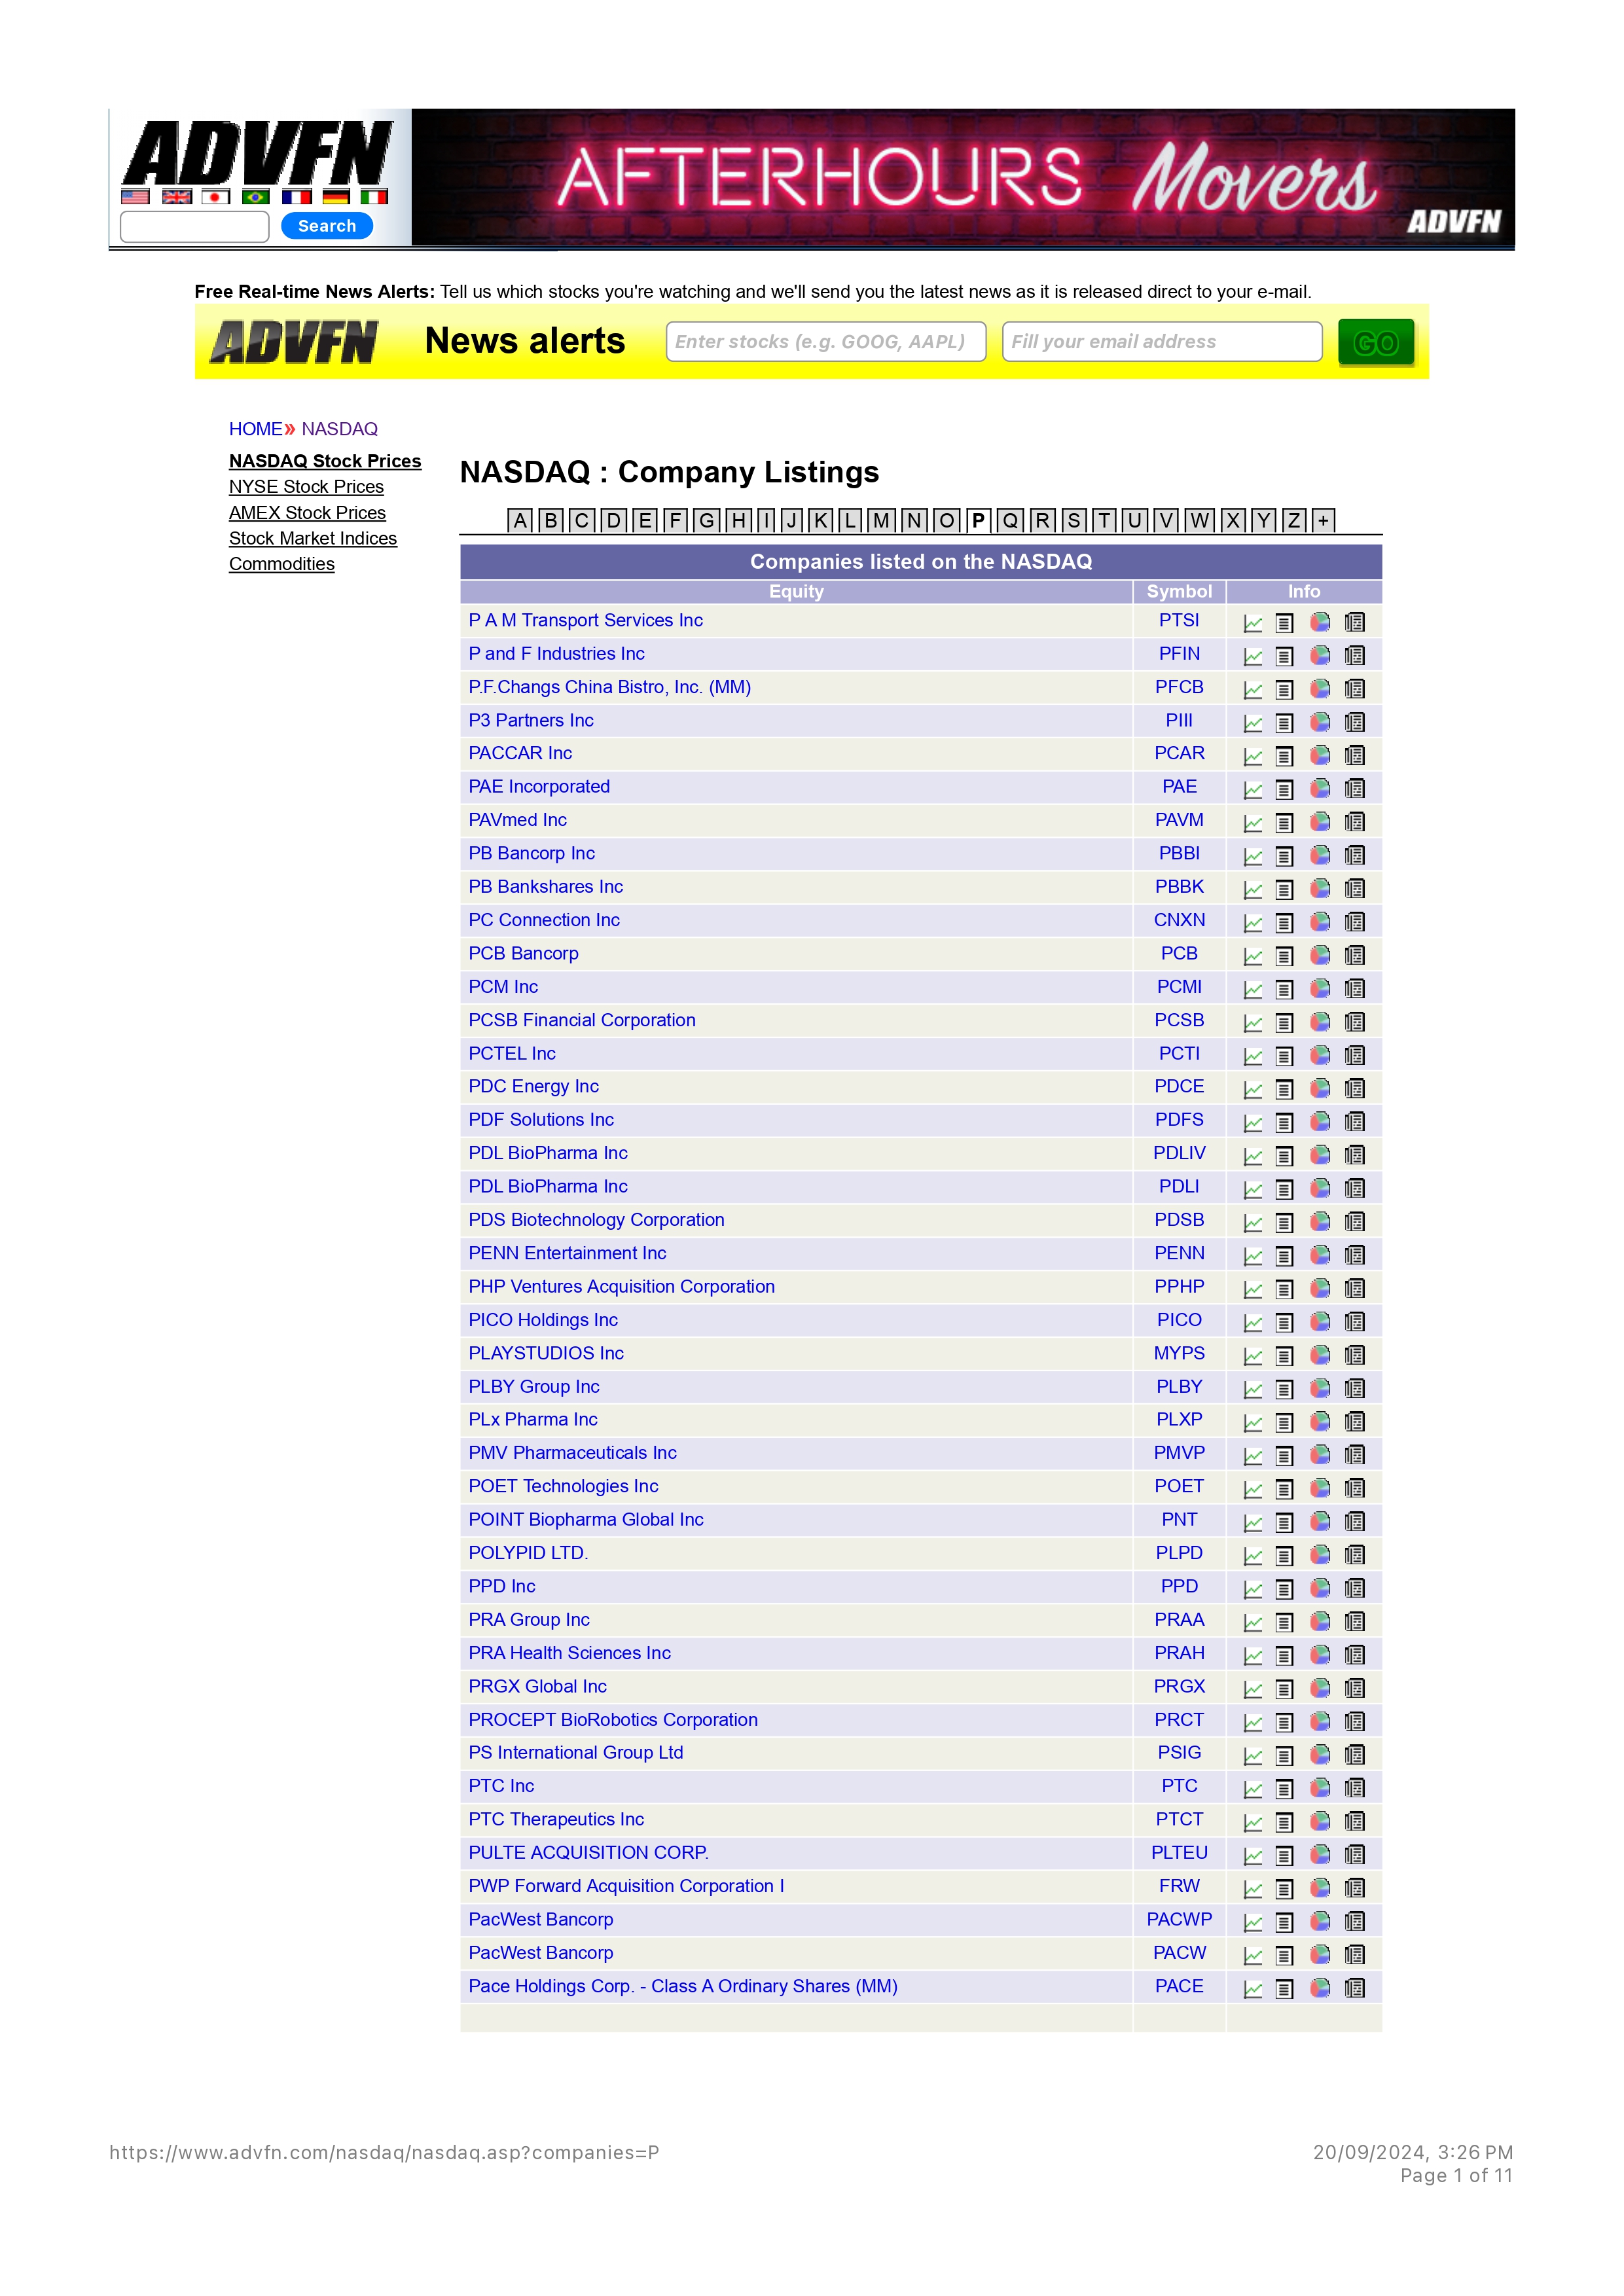 ADVFN
AFTERHOURS Movers
ADVFN
Search
Free Real-time News Alerts: Tell us which stocks you're watching and we'll send you the latest news as it is released direct to your e-mail.
ADVFN News alerts Enter stocks (e.g. GOOG, AAPL) Fill your email address GO
HOME» NASDAQ
NASDAQ Stock Prices
NYSE Stock Prices
AMEX Stock Prices
Stock Market Indices
Commodities
NASDAQ : Company Listings
A B C D E F G H I J K L M N O P Q R S T U V W X Y Z +
Companies listed on the NASDAQ
Equity Symbol Info
P A M Transport Services Inc PTSI
P and F Industries Inc PFIN
P.F.Changs China Bistro, Inc. (MM) PFCB
P3 Partners Inc PIII
PACCAR Inc PCAR
PAE Incorporated PAE
PAVmed Inc PAVM
PB Bancorp Inc PBBI
PB Bankshares Inc PBBK
PC Connection Inc CNXN
PCB Bancorp PCB
PCM Inc PCMI
PCSB Financial Corporation PCSB
PCTEL Inc PCTI
PDC Energy Inc PDCE
PDF Solutions Inc PDFS
PDL BioPharma Inc PDLIV
PDL BioPharma Inc PDLI
PDS Biotechnology Corporation PDSB
PENN Entertainment Inc PENN
PHP Ventures Acquisition Corporation PPHP
PICO Holdings Inc PICO
PLAYSTUDIOS Inc MYPS
PLBY Group Inc PLBY
PLx Pharma Inc PLXP
PMV Pharmaceuticals Inc PMVP
POET Technologies Inc POET
POINT Biopharma Global Inc PNT
POLYPID LTD. PLPD
PPD Inc PPD
PRA Group Inc PRAA
PRA Health Sciences Inc PRAH
PRGX Global Inc PRGX
PROCEPT BioRobotics Corporation PRCT
PS International Group Ltd PSIG
PTC Inc PTC
PTC Therapeutics Inc PTCT
PULTE ACQUISITION CORP. PLTEU
PWP Forward Acquisition Corporation I FRW
PacWest Bancorp PACWP
PacWest Bancorp PACW
Pace Holdings Corp. - Class A Ordinary Shares (MM) PACE
https://www.advfn.com/nasdaq/nasdaq.asp?companies=P 20/09/2024, 3:26 PM
Page 1 of 11